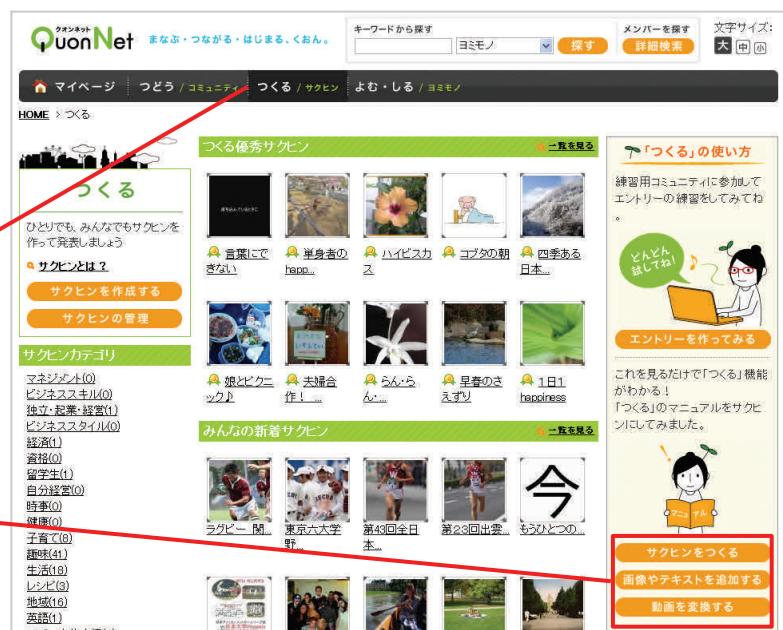 クオンネット
QuonNet
まなぶ・つながる・はじまる、くおん。
キーワードから探す
ヨミモノ
探す
メンバーを探す
詳細検索
文字サイズ:
大 中 小
マイページ
つどう / コミュニティ
つくる / サクヒン
よむ・しる / ヨミモノ
HOME > つくる
つくる
ひとりでも、みんなでもサクヒンを
作って発表しましょう
サクヒンとは?
サクヒンを作成する
サクヒンの管理
サクヒンカテゴリ
マネジメント(0)
ビジネススキル(0)
独立・起業・経営(1)
ビジネススタイル(0)
経済(1)
資格(0)
留学生(1)
自分経営(0)
時事(0)
健康(0)
子育て(8)
趣味(41)
生活(18)
レシピ(3)
地域(16)
英語(1)
つくる優秀サクヒン
一覧を見る
言葉にで
きない
単身者の
happ...
ハイビスカ
ス
コブタの朝
四季ある
日本...
娘とピクニ
ック♪
夫婦合
作! ...
らん・ら
ん・...
早春のさ
えずり
1日1
happiness
みんなの新着サクヒン
一覧を見る
ラグビー 関...
東京六大学
野...
第43回全日
本...
第23回出雲...
今
もうひとつの...
「つくる」の使い方
練習用コミュニティに参加して
エントリーの練習をしてみてね
。
どんどん
試してね!
エントリーを作ってみる
これを見るだけで「つくる」機能
がわかる!
「つくる」のマニュアルをサクヒ
ンにしてみました。
マニュアル
サクヒンをつくる
画像やテキストを追加する
動画を変換する